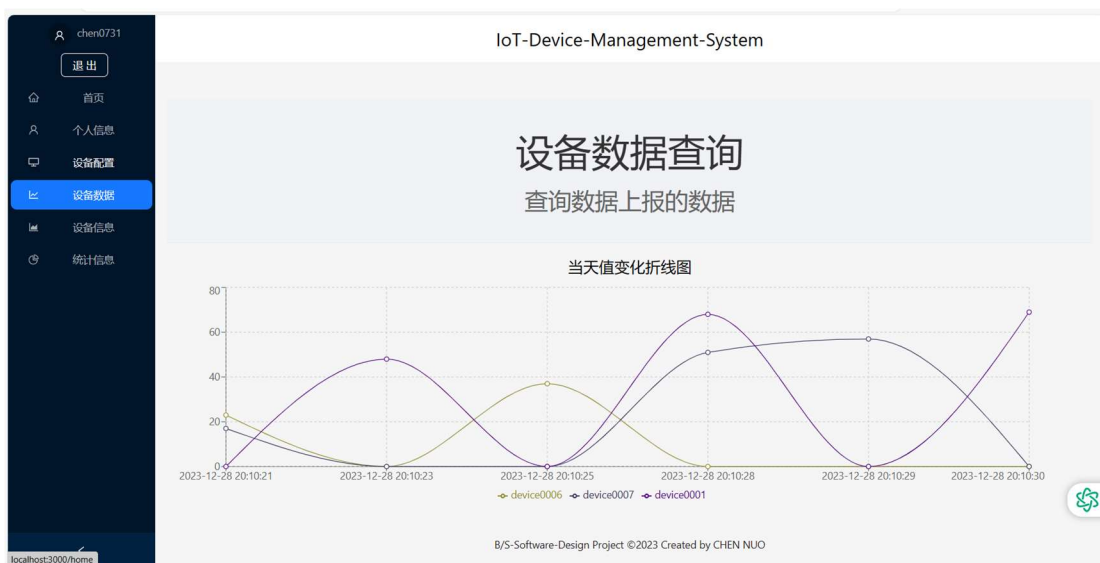 chen0731
退出
首页
个人信息
设备配置
设备数据
设备信息
统计信息
IoT-Device-Management-System
设备数据查询
查询数据上报的数据
当天值变化折线图
80
60
40
20
0
2023-12-28 20:10:21 2023-12-28 20:10:23 2023-12-28 20:10:25 2023-12-28 20:10:28 2023-12-28 20:10:29 2023-12-28 20:10:30
device0006 device0007 device0001
B/S-Software-Design Project ©2023 Created by CHEN NUO
localhost:3000/home